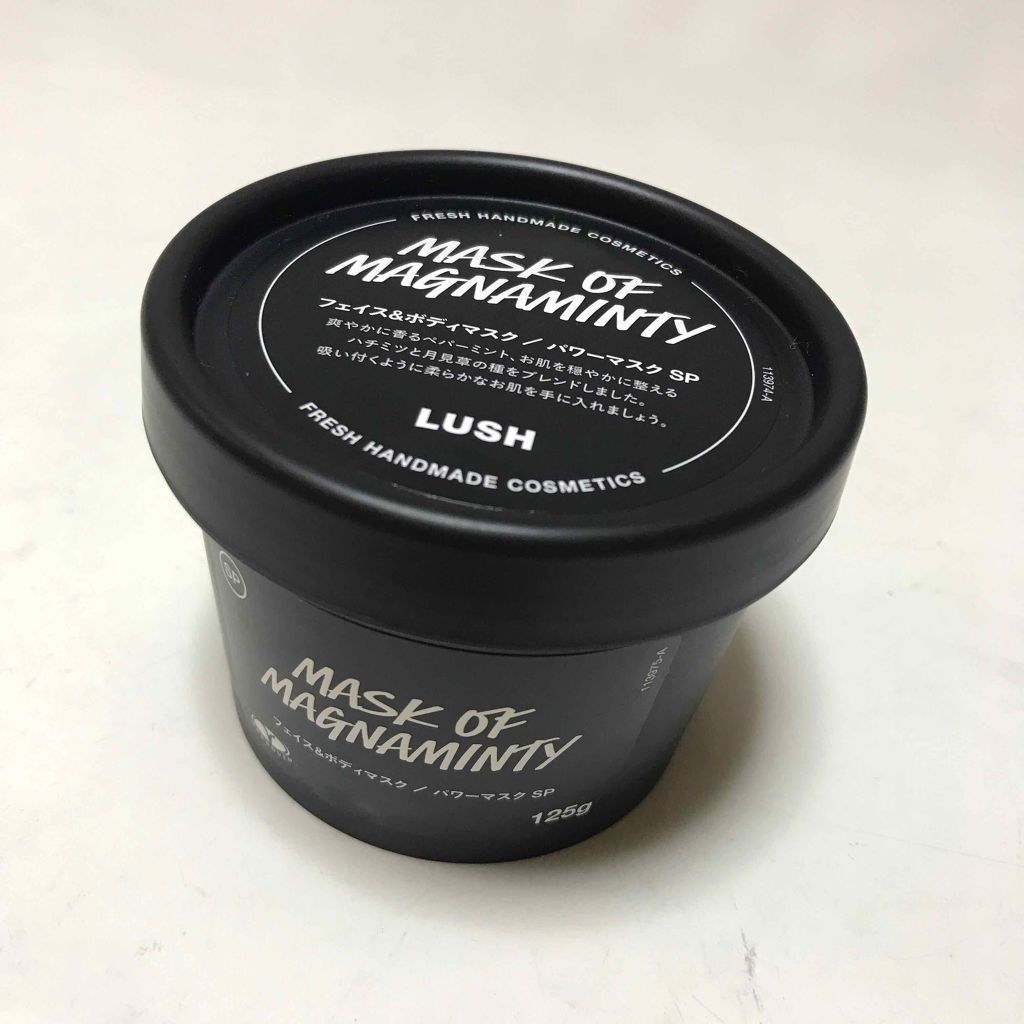 FRESH HANDMADE COSMETICS
MASK OF
MAGNAMINTY
フェイス&ボディマスク / パワーマスク SP
爽やかに香るペパーミント、お肌を穏やかに整える
ハチミツと月見草の種をブレンドしました。
吸い付くように柔らかなお肌を手に入れましょう。
113974-A
LUSH
FRESH HANDMADE COSMETICS
SP
113975-A
MASK OF
MAGNAMINTY
フェイス&ボディマスク / パワーマスク SP
125g